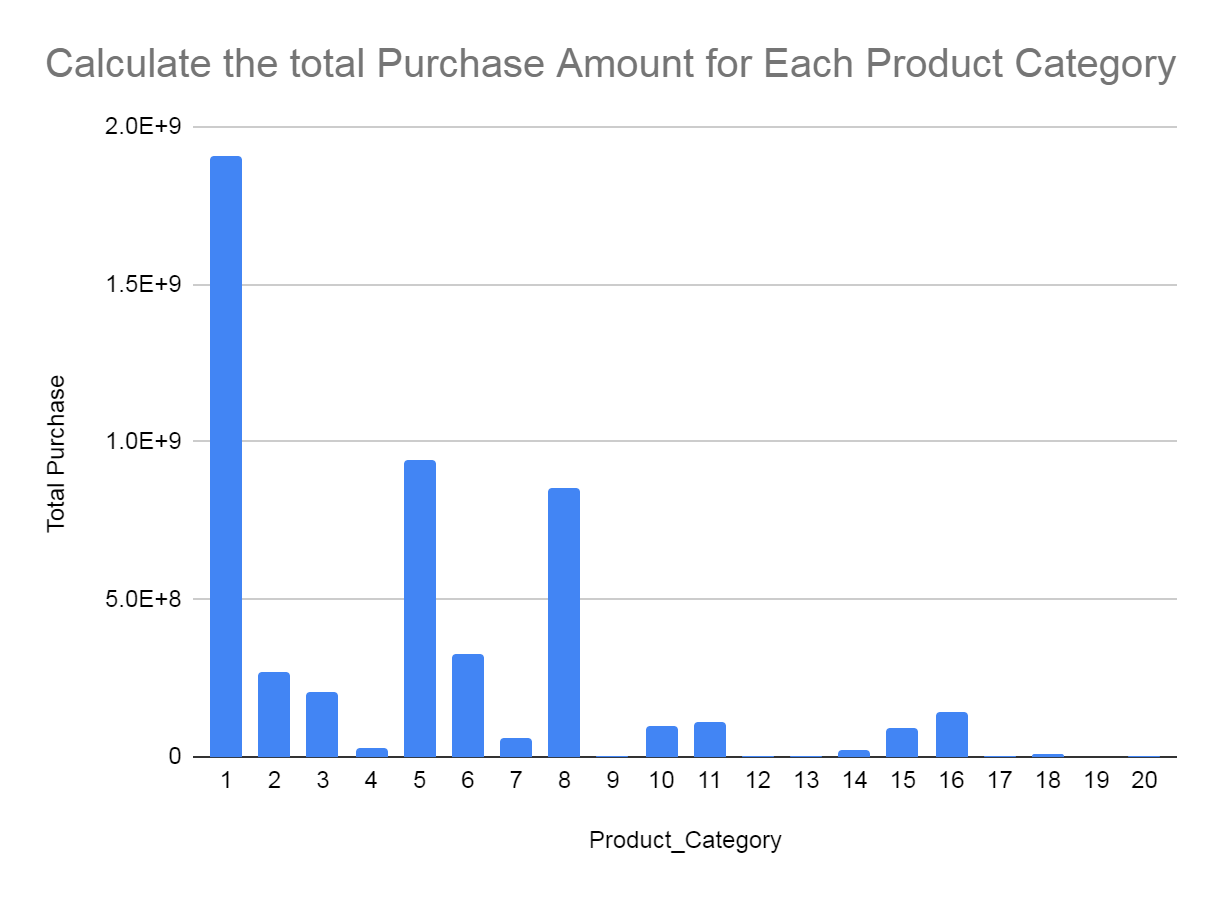 Calculate the total Purchase Amount for Each Product Category
2.0E+9
1.5E+9
1.0E+9
5.0E+8
0
Total Purchase
1 2 3 4 5 6 7 8 9 10 11 12 13 14 15 16 17 18 19 20
Product_Category